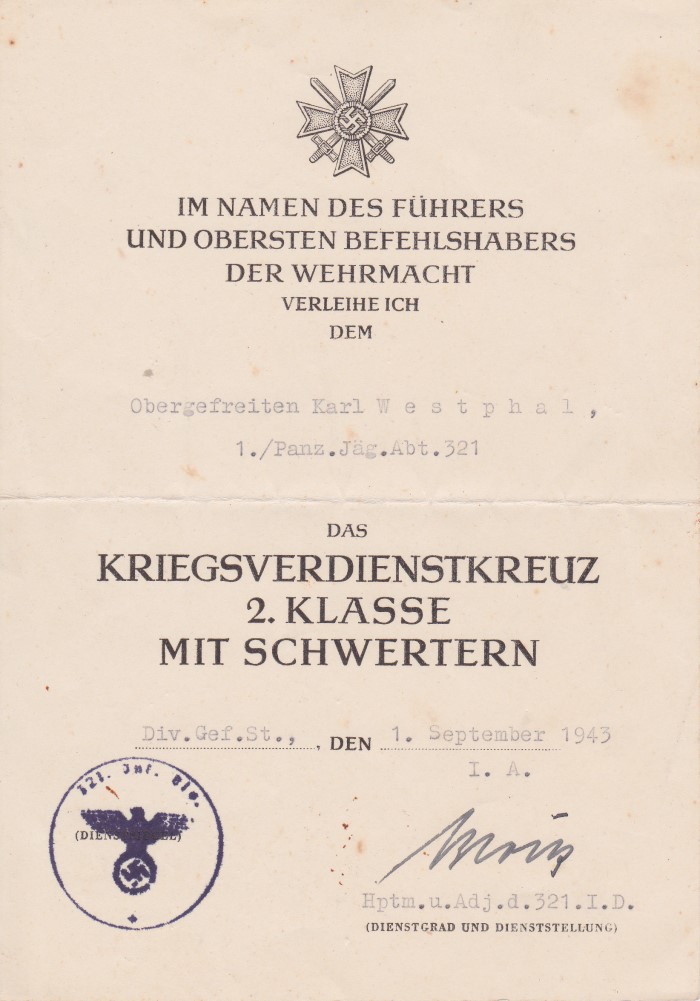 IM NAMEN DES FÜHRERS
UND OBERSTEN BEFEHLSHABERS
DER WEHRMACHT
VERLEIHE ICH
DEM
Obergefreiten Karl W e s t p h a l ,
1./Panz.Jäg.Abt.321
DAS
KRIEGSVERDIENSTKREUZ
2. KLASSE
MIT SCHWERTERN
Div.Gef.St., , DEN 1. September 1943
I. A.
321. Inf. Div.
(DIENSTSTELLE)
Hptm.u.Adj.d.321.I.D.
(DIENSTGRAD UND DIENSTSTELLUNG)